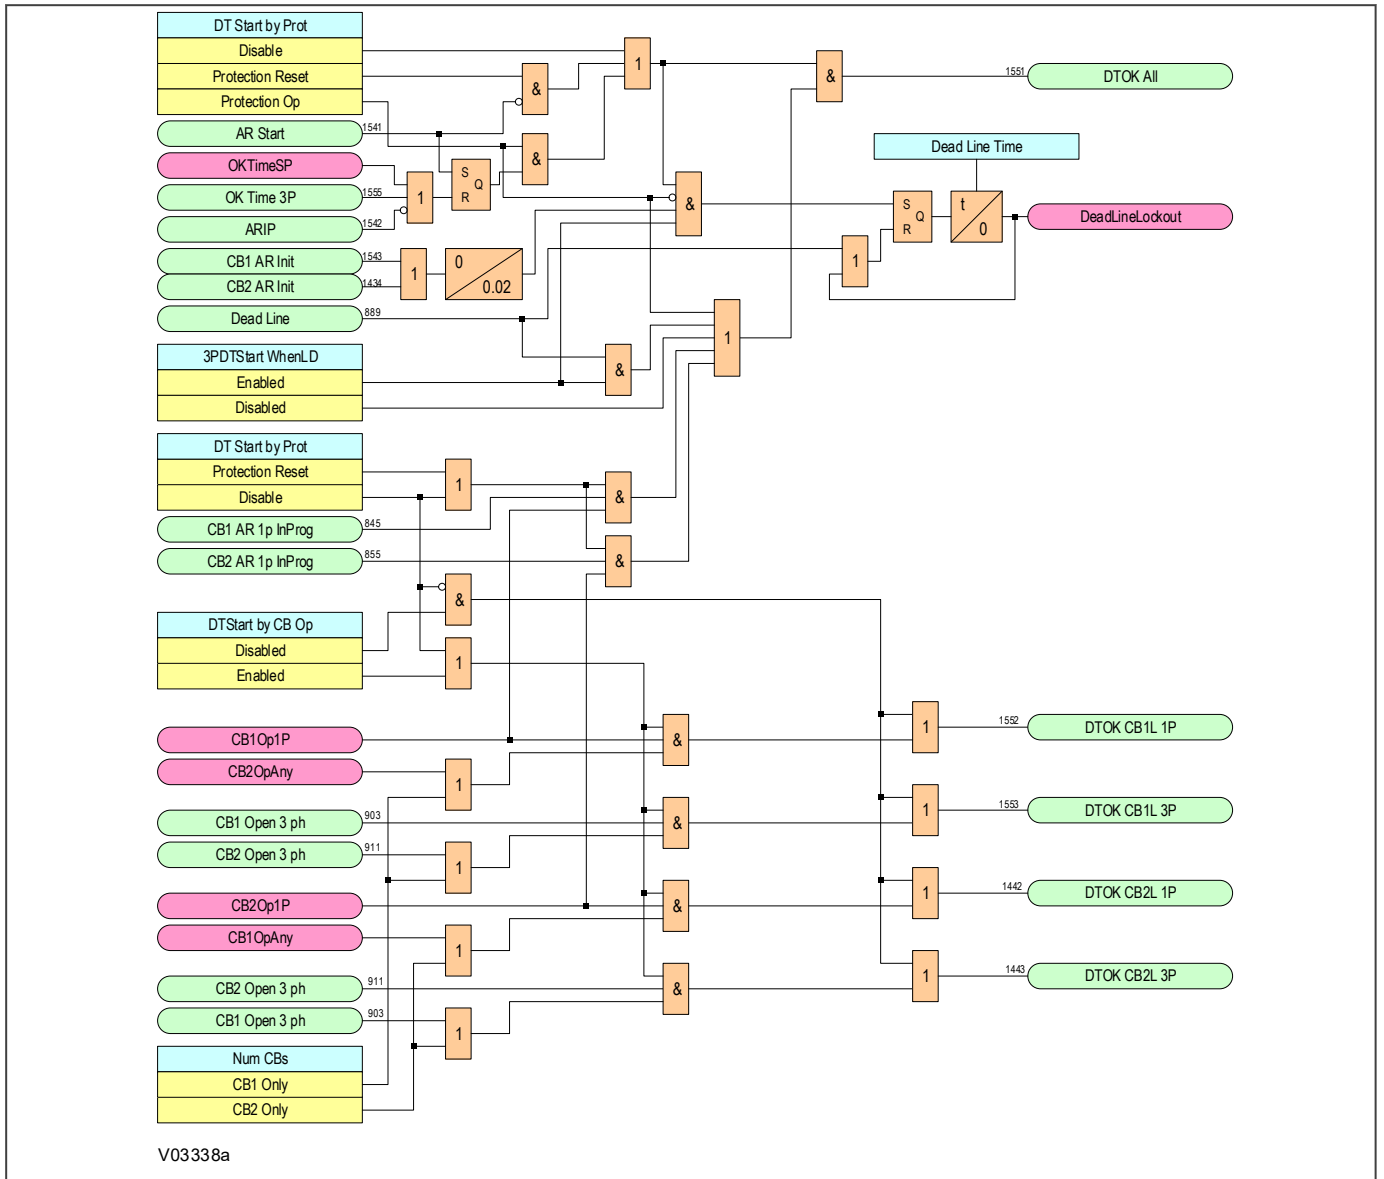 DT Start by Prot
Disable
Protection Reset
Protection Op
AR Start
1541
OKTimeSP
OK Time 3P
1555
ARIP
1542
CB1 AR Init
1543
CB2 AR Init
1434
Dead Line
889
3PDTStart WhenLD
Enabled
Disabled
DT Start by Prot
Protection Reset
Disable
CB1 AR 1p InProg
845
CB2 AR 1p InProg
855
DTStart by CB Op
Disabled
Enabled
CB1Op1P
CB2OpAny
CB1 Open 3 ph
903
CB2 Open 3 ph
911
CB2Op1P
CB1OpAny
CB2 Open 3 ph
911
CB1 Open 3 ph
903
Num CBs
CB1 Only
CB2 Only
&
&
1
S
Q
R
1
1
0
0.02
&
1
&
&
1
&
1
&
&
&
1
1
&
1
&
1
&
1
&
1
S
Q
R
t
0
1
Dead Line Time
1551
DTOK All
DeadLineLockout
1
1552
DTOK CB1L 1P
1
1553
DTOK CB1L 3P
1
1442
DTOK CB2L 1P
1
1443
DTOK CB2L 3P
V03338a